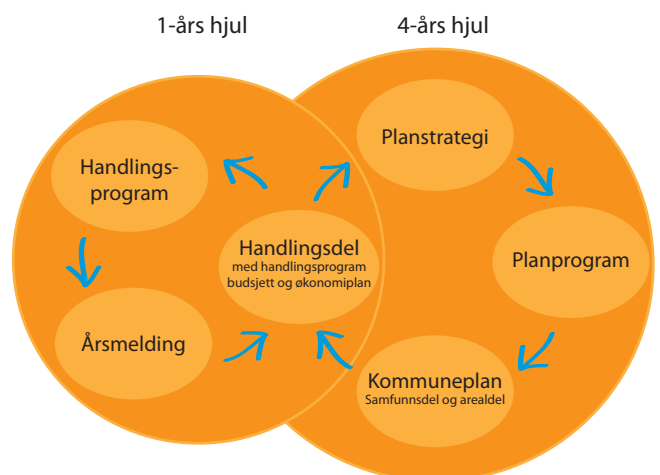 1-års hjul
4-års hjul
Handlings-
program
Årsmelding
Handlingsdel
med handlingsprogram
budsjett og økonomiplan
Planstrategi
Planprogram
Kommuneplan
Samfunnsdel og arealdel